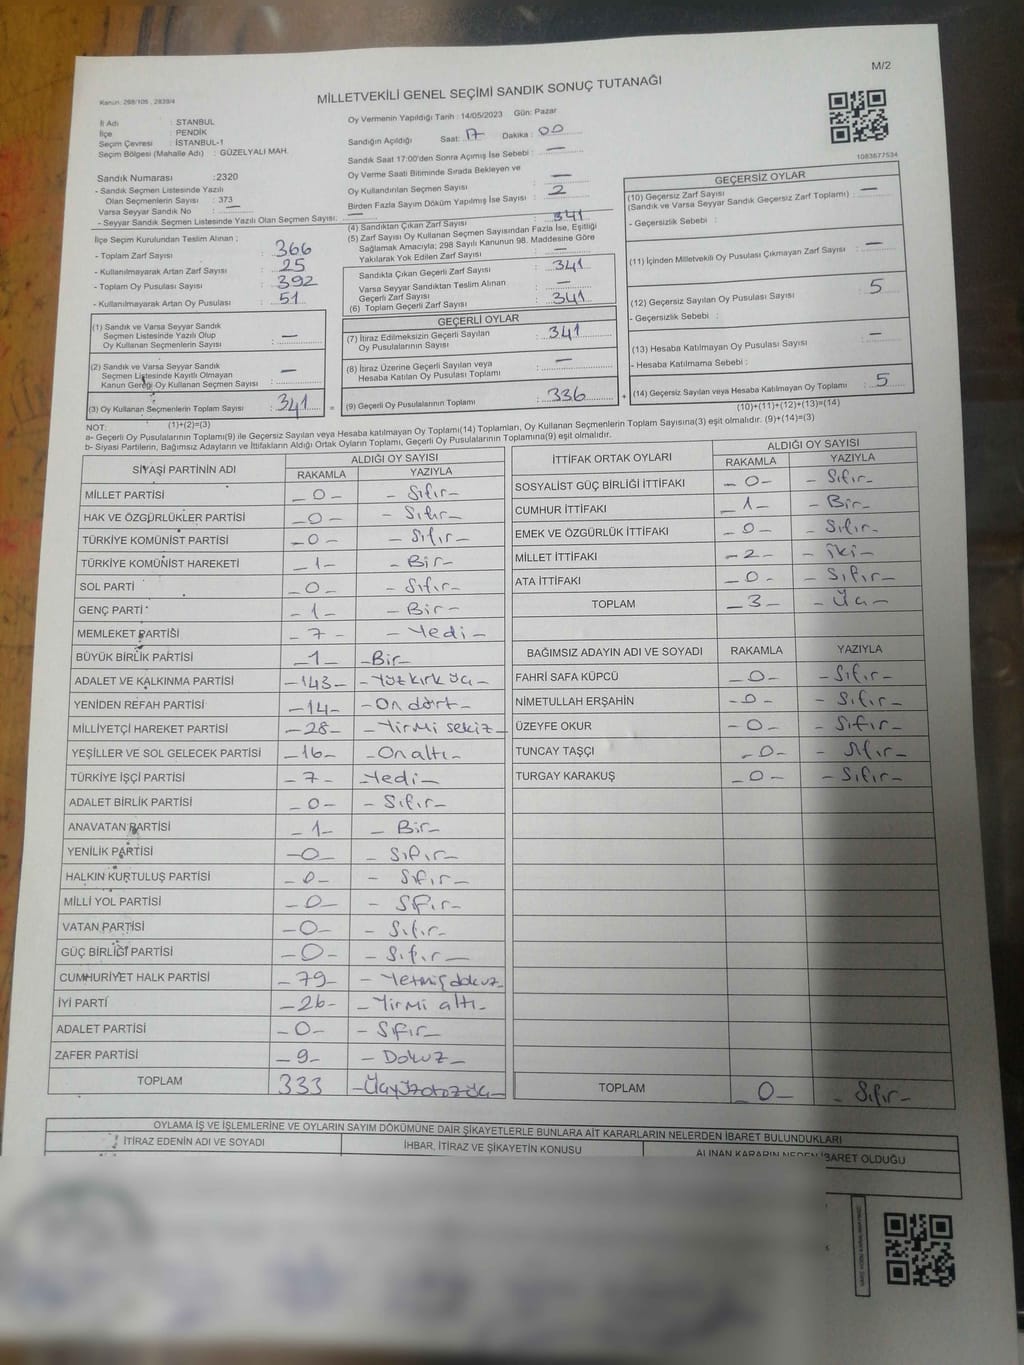 M/2
Kanun: 298/105 , 2839/4
MİLLETVEKİLİ GENEL SEÇİMİ SANDIK SONUÇ TUTANAĞI
1083677534
İl Adı : STANBUL
İlçe : PENDİK
Seçim Çevresi : İSTANBUL-1
Seçim Bölgesi (Mahalle Adı) : GÜZELYALI MAH.
Sandık Numarası :2320
- Sandık Seçmen Listesinde Yazılı
Olan Seçmenlerin Sayısı : 373
Varsa Seyyar Sandık No : —
- Seyyar Sandık Seçmen Listesinde Yazılı Olan Seçmen Sayısı: —
Oy Vermenin Yapıldığı Tarih : 14/05/2023 Gün: Pazar
Sandığın Açıldığı Saat: 17 Dakika : 00
Sandık Saat 17:00'den Sonra Açımış İse Sebebi : —
Oy Verme Saati Bitiminde Sırada Bekleyen ve
Oy Kullandırılan Seçmen Sayısı : —
Birden Fazla Sayım Döküm Yapılmış İse Sayısı : 2
İlçe Seçim Kurulundan Teslim Alınan ;
- Toplam Zarf Sayısı : 366
- Kullanılmayarak Artan Zarf Sayısı : 25
- Toplam Oy Pusulası Sayısı : 392
- Kullanılmayarak Artan Oy Pusulası : 51
(4) Sandıktan Çıkan Zarf Sayısı : 341
(5) Zarf Sayısı Oy Kullanan Seçmen Sayısından Fazla İse, Eşitliği
Sağlamak Amacıyla; 298 Sayılı Kanunun 98. Maddesine Göre
Yakılarak Yok Edilen Zarf Sayısı : —
Sandıkta Çıkan Geçerli Zarf Sayısı : 341
Varsa Seyyar Sandıktan Teslim Alınan
Geçerli Zarf Sayısı : —
(6) Toplam Geçerli Zarf Sayısı : 341
(1) Sandık ve Varsa Seyyar Sandık
Seçmen Listesinde Yazılı Olup
Oy Kullanan Seçmenlerin Sayısı : —
(2) Sandık ve Varsa Seyyar Sandık
Seçmen Listesinde Kayıtlı Olmayan
Kanun Gereği Oy Kullanan Seçmen Sayısı : —
(3) Oy Kullanan Seçmenlerin Toplam Sayısı : 341
(1)+(2)=(3)
GEÇERLİ OYLAR
(7) İtiraz Edilmeksizin Geçerli Sayılan
Oy Pusulalarının Sayısı : 341
(8) İtiraz Üzerine Geçerli Sayılan veya
Hesaba Katılan Oy Pusulası Toplamı : —
(9) Geçerli Oy Pusulalarının Toplamı : 336
GEÇERSİZ OYLAR
(10) Geçersiz Zarf Sayısı
(Sandık ve Varsa Seyyar Sandık Geçersiz Zarf Toplamı) : —
- Geçersizlik Sebebi :
(11) İçinden Milletvekili Oy Pusulası Çıkmayan Zarf Sayısı : —
(12) Geçersiz Sayılan Oy Pusulası Sayısı : 5
- Geçersizlik Sebebi :
(13) Hesaba Katılmayan Oy Pusulası Sayısı : —
- Hesaba Katılmama Sebebi :
(14) Geçersiz Sayılan veya Hesaba Katılmayan Oy Toplamı : 5
(10)+(11)+(12)+(13)=(14)
NOT:
a- Geçerli Oy Pusulalarının Toplamı(9) ile Geçersiz Sayılan veya Hesaba katılmayan Oy Toplamı(14) Toplamları, Oy Kullanan Seçmenlerin Toplam Sayısına(3) eşit olmalıdır. (9)+(14)=(3)
b- Siyasi Partilerin, Bağımsız Adayların ve İttifakların Aldığı Ortak Oyların Toplamı, Geçerli Oy Pusulalarının Toplamına(9) eşit olmalıdır.
SİYAŞİ PARTİNİN ADI ALDIĞI OY SAYISI
RAKAMLA YAZIYLA
MİLLET PARTİSİ – 0 – – Sıfır –
HAK VE ÖZGÜRLÜKLER PARTİSİ – 0 – – Sıfır –
TÜRKİYE KOMÜNİST PARTİSİ – 0 – – Sıfır –
TÜRKİYE KOMÜNİST HAREKETİ – 1 – – Bir –
SOL PARTİ – 0 – – Sıfır –
GENÇ PARTİ – 1 – – Bir –
MEMLEKET PARTİSİ – 7 – – Yedi –
BÜYÜK BİRLİK PARTİSİ – 1 – – Bir –
ADALET VE KALKINMA PARTİSİ – 143 – – Yüz kırk üç –
YENİDEN REFAH PARTİSİ – 14 – – On dört –
MİLLİYETÇİ HAREKET PARTİSİ – 28 – – Yirmi sekiz –
YEŞİLLER VE SOL GELECEK PARTİSİ – 16 – – On altı –
TÜRKİYE İŞÇİ PARTİSİ – 7 – – Yedi –
ADALET BİRLİK PARTİSİ – 0 – – Sıfır –
ANAVATAN PARTİSİ – 1 – – Bir –
YENİLİK PARTİSİ – 0 – – Sıfır –
HALKIN KURTULUŞ PARTİSİ – 0 – – Sıfır –
MİLLİ YOL PARTİSİ – 0 – – Sıfır –
VATAN PARTİSİ – 0 – – Sıfır –
GÜÇ BİRLİĞİ PARTİSİ – 0 – – Sıfır –
CUMHURİYET HALK PARTİSİ – 79 – – Yetmiş dokuz –
İYİ PARTİ – 26 – – Yirmi altı –
ADALET PARTİSİ – 0 – – Sıfır –
ZAFER PARTİSİ – 9 – – Dokuz –
TOPLAM 333 – Üçyüzotozüç –
İTTİFAK ORTAK OYLARI ALDIĞI OY SAYISI
RAKAMLA YAZIYLA
SOSYALİST GÜÇ BİRLİĞİ İTTİFAKI – 0 – – Sıfır –
CUMHUR İTTİFAKI – 1 – – Bir –
EMEK VE ÖZGÜRLÜK İTTİFAKI – 0 – – Sıfır –
MİLLET İTTİFAKI – 2 – – İki –
ATA İTTİFAKI – 0 – – Sıfır –
TOPLAM – 3 – – Üç –
BAĞIMSIZ ADAYIN ADI VE SOYADI RAKAMLA YAZIYLA
FAHRİ SAFA KÜPCÜ – 0 – – Sıfır –
NİMETULLAH ERŞAHİN – 0 – – Sıfır –
ÜZEYFE OKUR – 0 – – Sıfır –
TUNCAY TAŞÇI – 0 – – Sıfır –
TURGAY KARAKUŞ – 0 – – Sıfır –
TOPLAM – 0 – – Sıfır –
OYLAMA İŞ VE İŞLEMLERİNE VE OYLARIN SAYIM DÖKÜMÜNE DAİR ŞİKAYETLERLE BUNLARA AİT KARARLARIN NELERDEN İBARET BULUNDUKLARI
İTİRAZ EDENİN ADI VE SOYADI İHBAR, İTİRAZ VE ŞİKAYETİN KONUSU ALINAN KARARIN NEDEN İBARET OLDUĞU